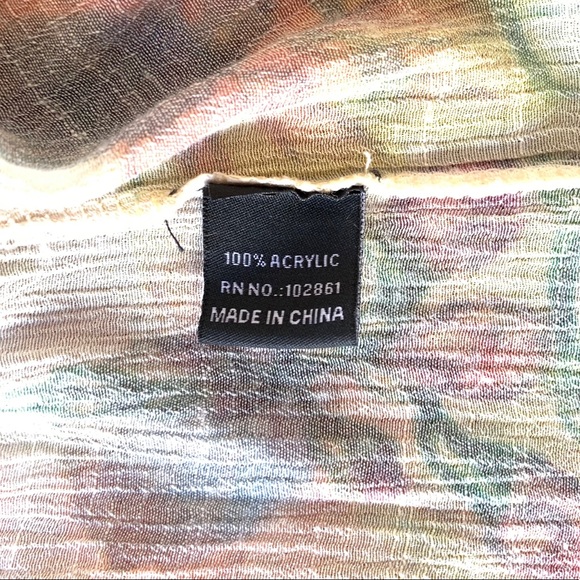 100% ACRYLIC
RN NO.:102861
MADE IN CHINA